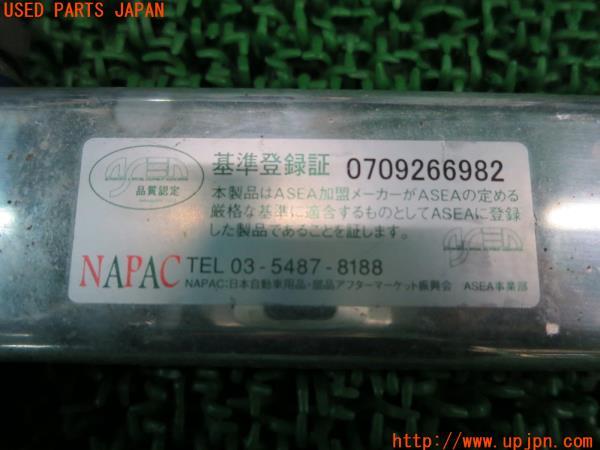 USED PARTS JAPAN
ASEA
品質認定
基準登録証 0709266982
本製品はASEA加盟メーカーがASEAの定める
厳格な基準に適合するものとしてASEAに登録
した製品であることを証します。
ASEA
NAPAC TEL 03-5487-8188
NAPAC:日本自動車用品・部品アフターマーケット振興会 ASEA事業部
http://www.upjpn.com/